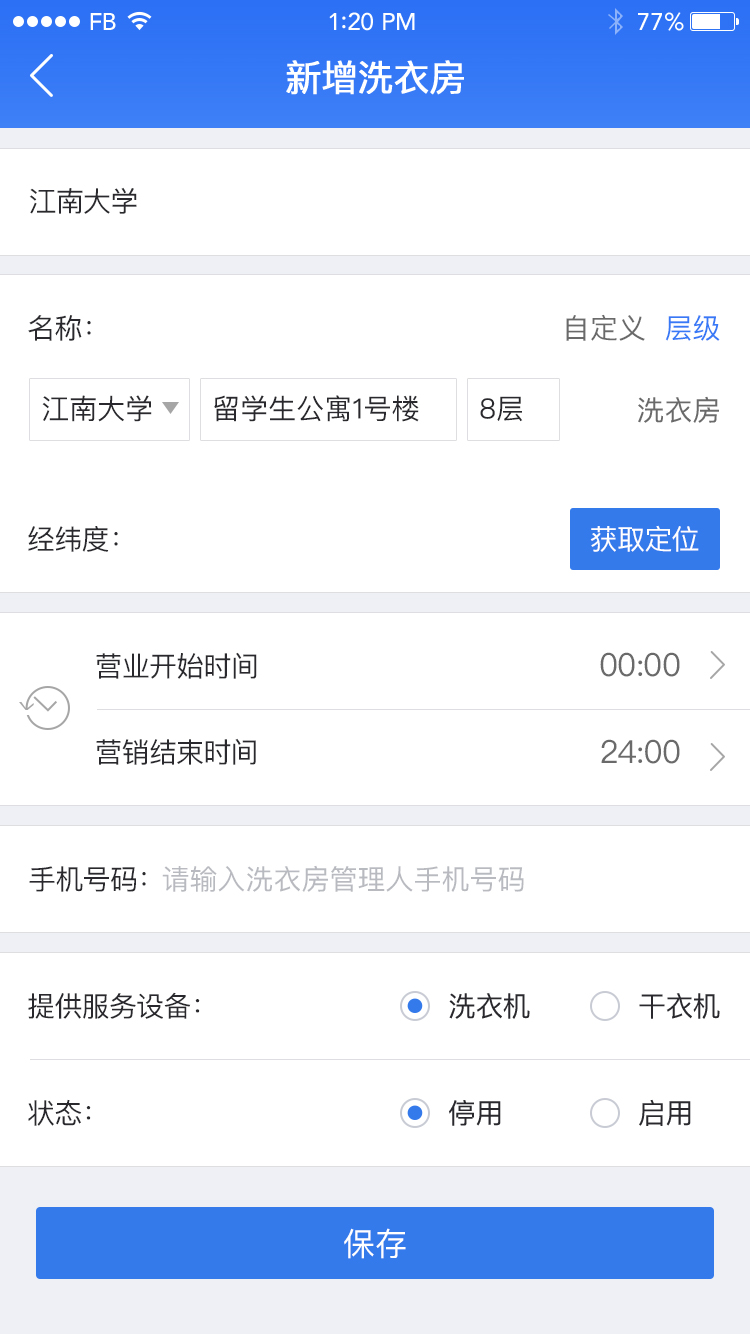 FB 1:20 PM 77%
新增洗衣房
江南大学
名称: 自定义 层级
江南大学 留学生公寓1号楼 8层 洗衣房
经纬度: 获取定位
营业开始时间 00:00
营销结束时间 24:00
手机号码: 请输入洗衣房管理人手机号码
提供服务设备: 洗衣机 干衣机
状态: 停用 启用
保存